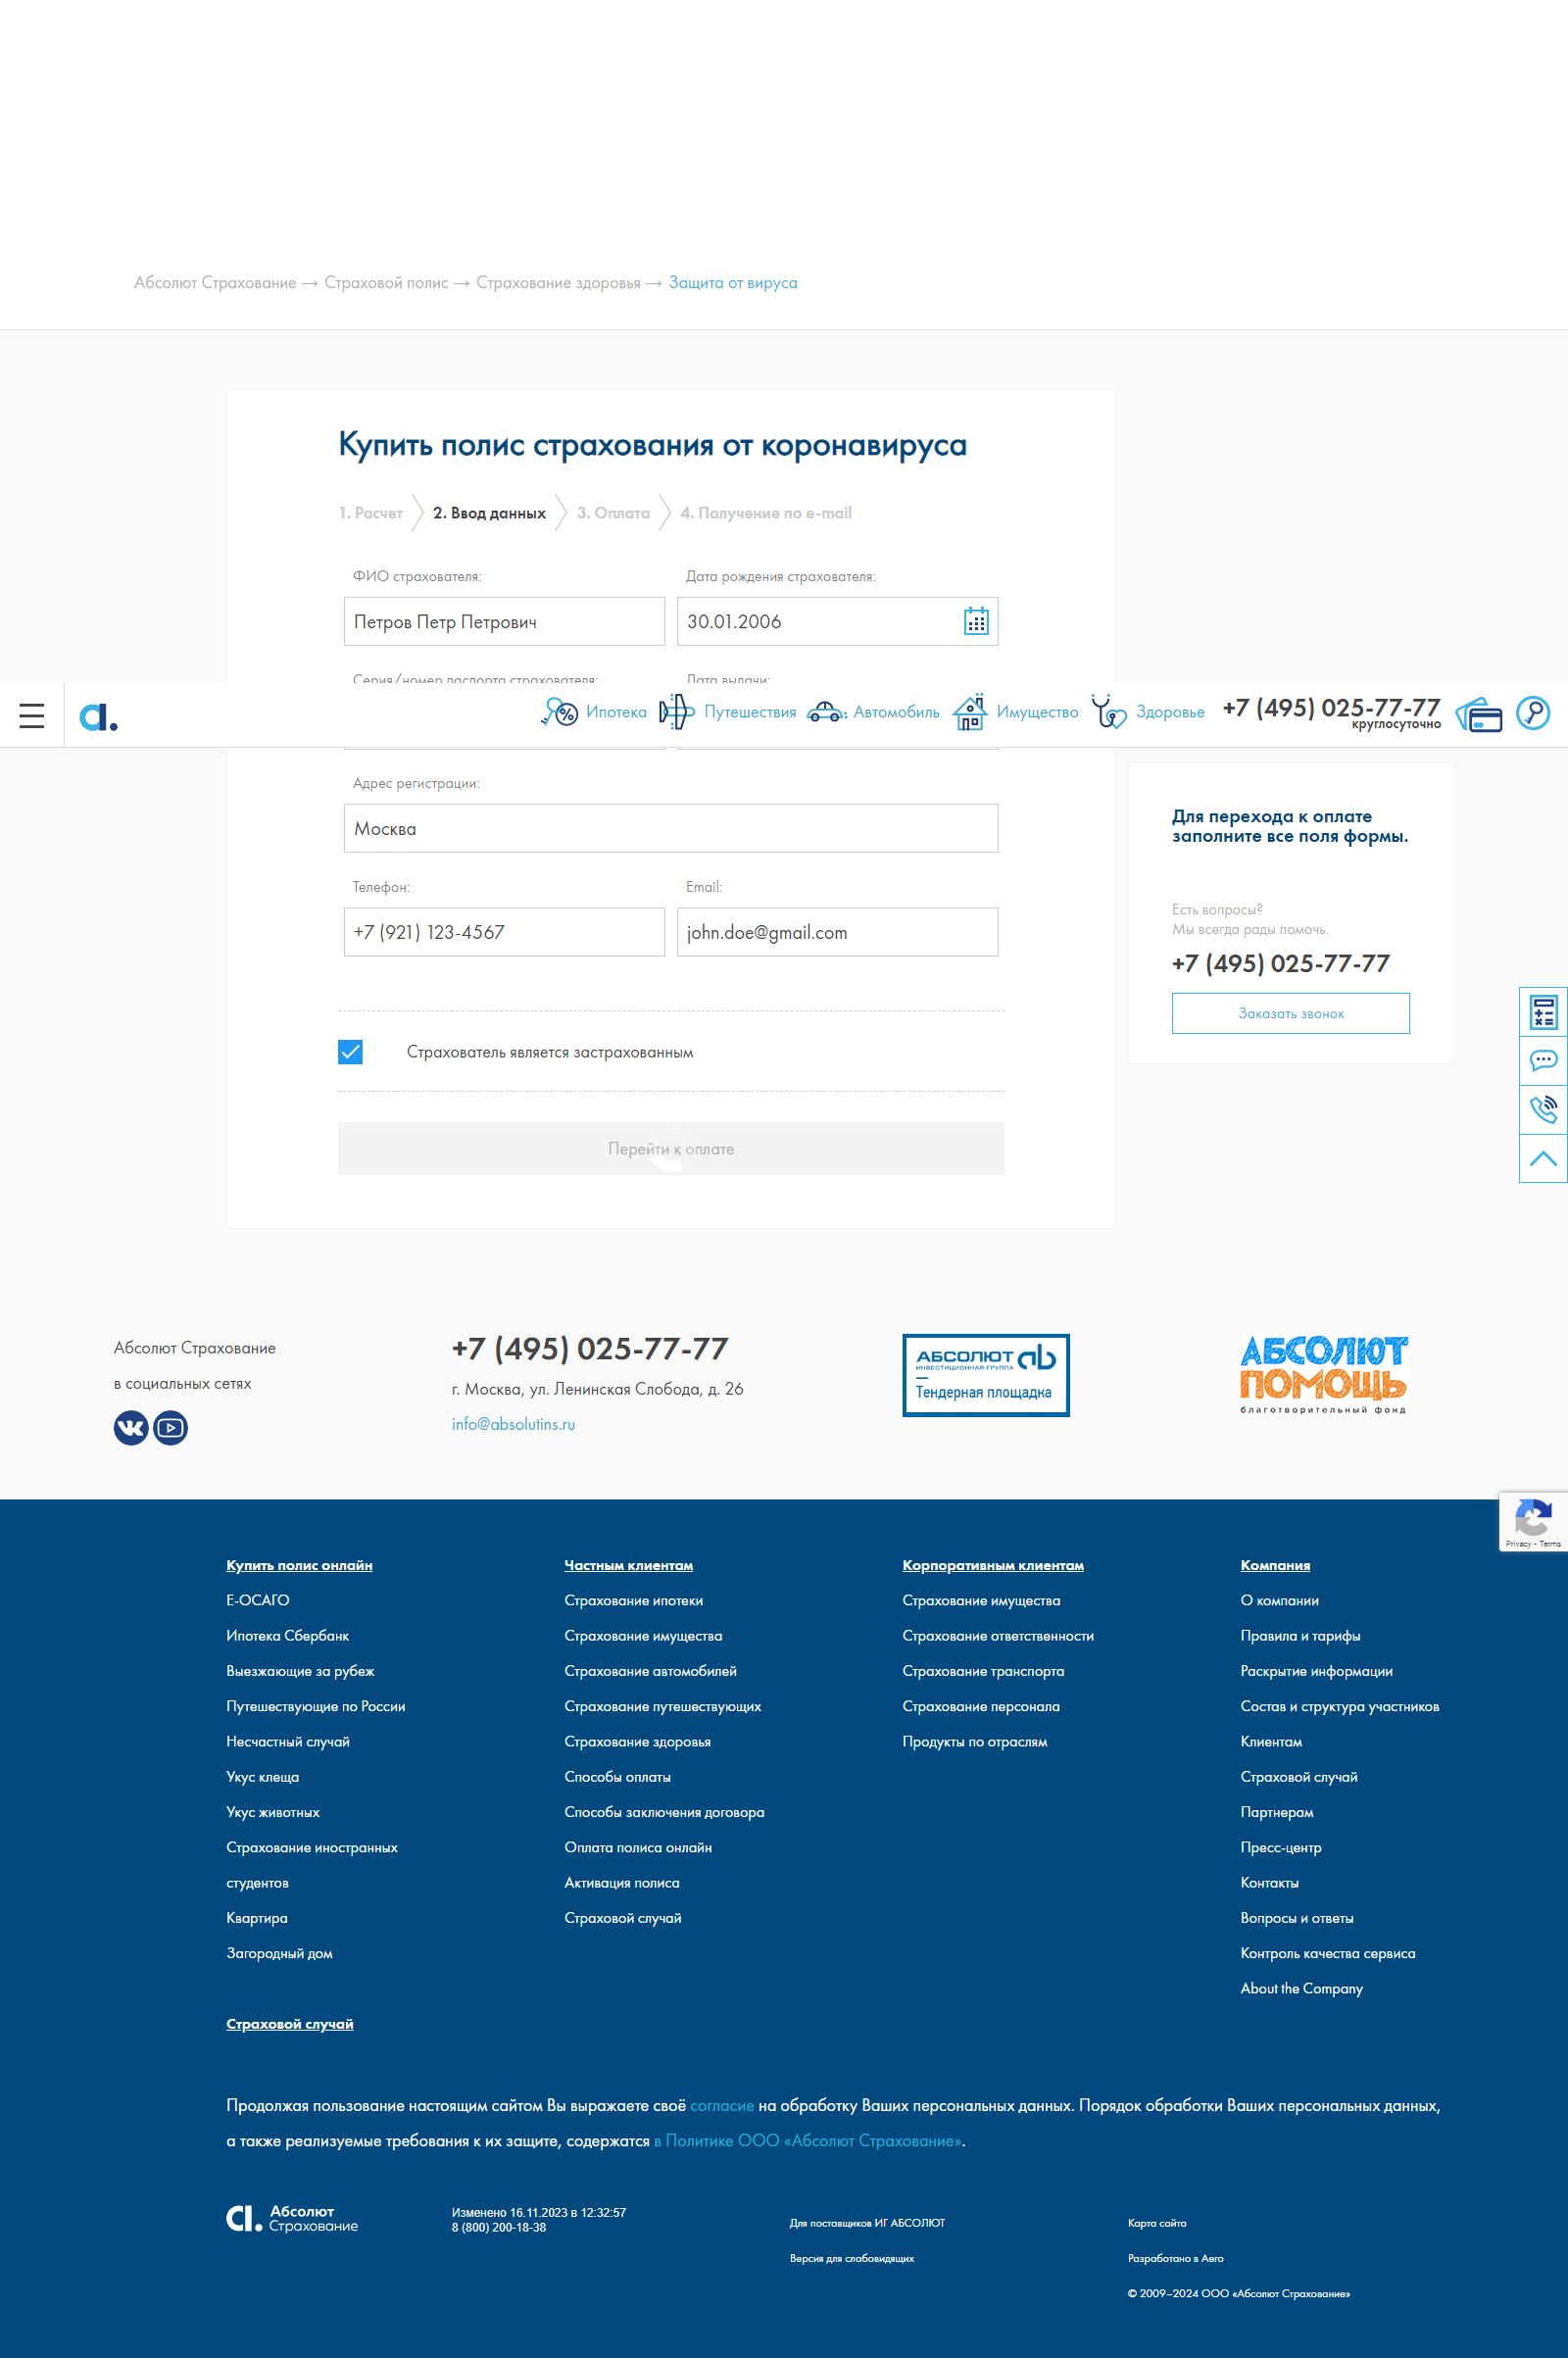 Абсолют Страхование → Страховой полис → Страхование здоровья → Защита от вируса
Купить полис страхования от коронавируса
1. Расчет 2. Ввод данных 3. Оплата 4. Получение по e-mail
ФИО страхователя: Дата рождения страхователя:
Петров Петр Петрович 30.01.2006
Серия/номер паспорта страхователя: Дата выдачи:
a. Ипотека Путешествия Автомобиль Имущество Здоровье +7 (495) 025-77-77
круглосуточно
Адрес регистрации:
Москва
Телефон: Email:
+7 (921) 123-4567 john.doe@gmail.com
Страхователь является застрахованным
Перейти к оплате
Для перехода к оплате
заполните все поля формы.
Есть вопросы?
Мы всегда рады помочь.
+7 (495) 025-77-77
Заказать звонок
Абсолют Страхование
в социальных сетях
+7 (495) 025-77-77
г. Москва, ул. Ленинская Слобода, д. 26
info@absolutins.ru
АБСОЛЮТ ab
ИНВЕСТИЦИОННАЯ ГРУППА
Тендерная площадка
АБСОЛЮТ
ПОМОЩЬ
благотворительный фонд
Privacy - Terms
Купить полис онлайн
Е-ОСАГО
Ипотека Сбербанк
Выезжающие за рубеж
Путешествующие по России
Несчастный случай
Укус клеща
Укус животных
Страхование иностранных
студентов
Квартира
Загородный дом
Страховой случай
Частным клиентам
Страхование ипотеки
Страхование имущества
Страхование автомобилей
Страхование путешествующих
Страхование здоровья
Способы оплаты
Способы заключения договора
Оплата полиса онлайн
Активация полиса
Страховой случай
Корпоративным клиентам
Страхование имущества
Страхование ответственности
Страхование транспорта
Страхование персонала
Продукты по отраслям
Компания
О компании
Правила и тарифы
Раскрытие информации
Состав и структура участников
Клиентам
Страховой случай
Партнерам
Пресс-центр
Контакты
Вопросы и ответы
Контроль качества сервиса
About the Company
Продолжая пользование настоящим сайтом Вы выражаете своё согласие на обработку Ваших персональных данных. Порядок обработки Ваших персональных данных,
а также реализуемые требования к их защите, содержатся в Политике ООО «Абсолют Страхование».
a. Абсолют
Страхование
Изменено 16.11.2023 в 12:32:57
8 (800) 200-18-38
Для поставщиков ИГ АБСОЛЮТ
Версия для слабовидящих
Карта сайта
Разработано в Aero
© 2009–2024 ООО «Абсолют Страхование»